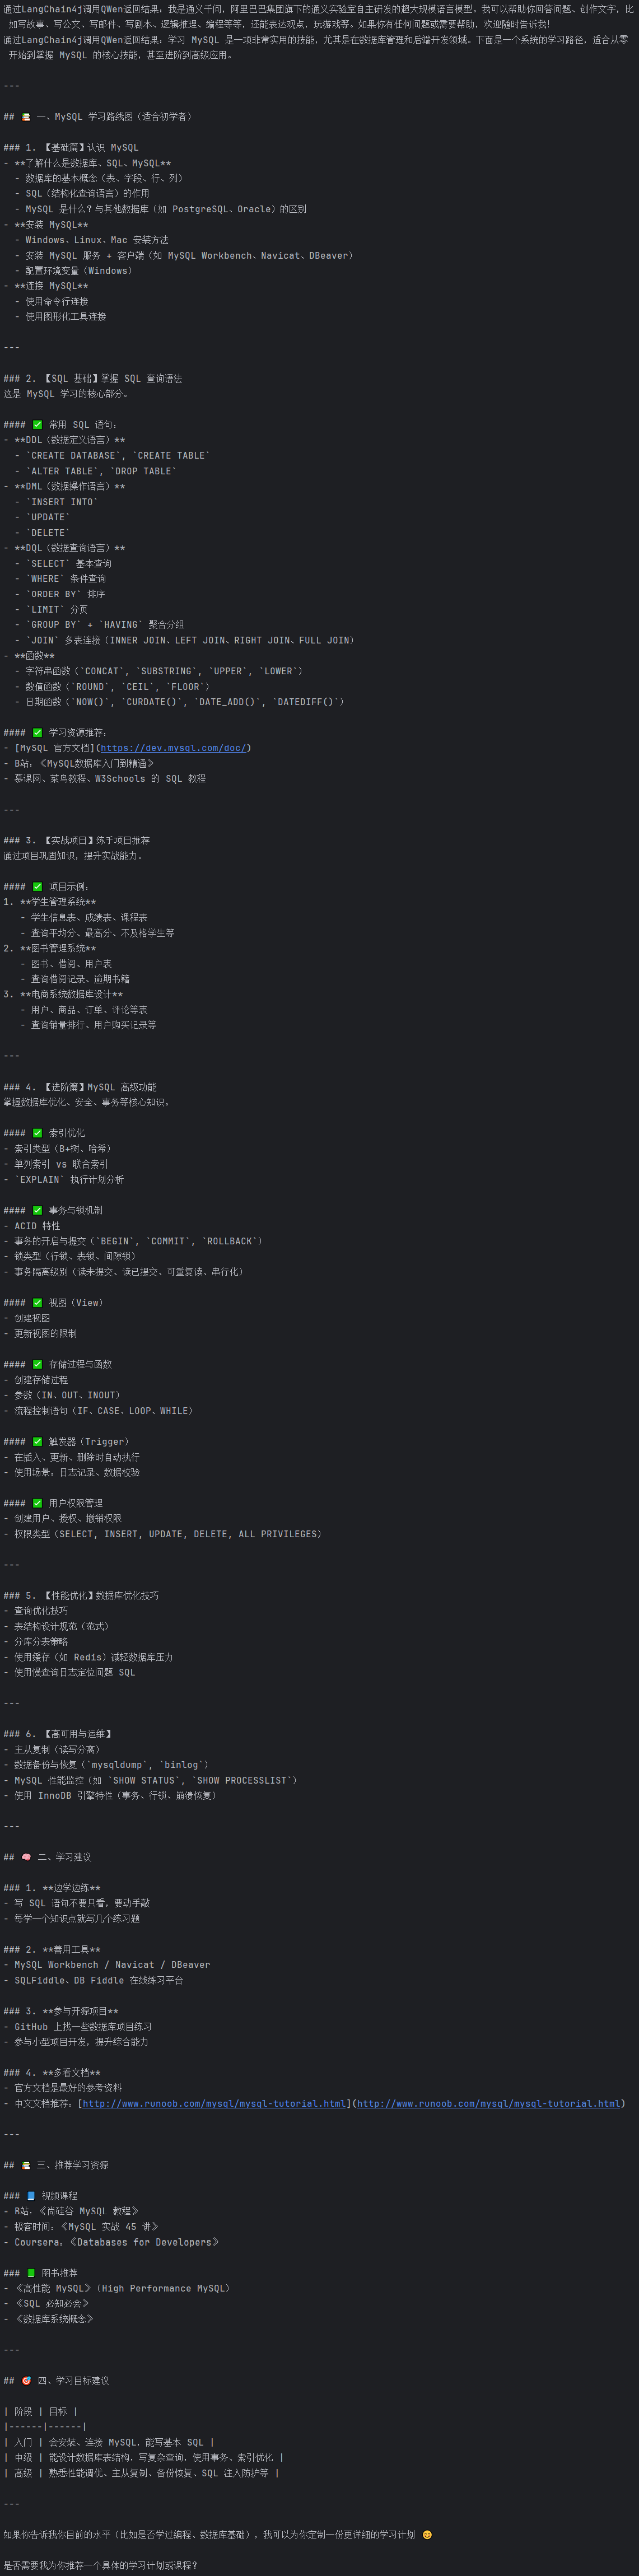 通过LangChain4j调用QWen返回结果：我是通义千问，阿里巴巴集团旗下的通义实验室自主研发的超大规模语言模型。我可以帮助你回答问题、创作文字，比
如写故事、写公文、写邮件、写剧本、逻辑推理、编程等等，还能表达观点，玩游戏等。如果你有任何问题或需要帮助，欢迎随时告诉我！
通过LangChain4j调用QWen返回结果：学习 MySQL 是一项非常实用的技能，尤其是在数据库管理和后端开发领域。下面是一个系统的学习路径，适合从零
开始到掌握 MySQL 的核心技能，甚至进阶到高级应用。
---
## 📚 一、MySQL 学习路线图（适合初学者）
### 1. 【基础篇】认识 MySQL
- **了解什么是数据库、SQL、MySQL**
- 数据库的基本概念（表、字段、行、列）
- SQL（结构化查询语言）的作用
- MySQL 是什么？与其他数据库（如 PostgreSQL、Oracle）的区别
- **安装 MySQL**
- Windows、Linux、Mac 安装方法
- 安装 MySQL 服务 + 客户端（如 MySQL Workbench、Navicat、DBeaver）
- 配置环境变量（Windows）
- **连接 MySQL**
- 使用命令行连接
- 使用图形化工具连接
---
### 2. 【SQL 基础】掌握 SQL 查询语法
这是 MySQL 学习的核心部分。
#### ✅ 常用 SQL 语句：
- **DDL（数据定义语言）**
- `CREATE DATABASE`, `CREATE TABLE`
- `ALTER TABLE`, `DROP TABLE`
- **DML（数据操作语言）**
- `INSERT INTO`
- `UPDATE`
- `DELETE`
- **DQL（数据查询语言）**
- `SELECT` 基本查询
- `WHERE` 条件查询
- `ORDER BY` 排序
- `LIMIT` 分页
- `GROUP BY` + `HAVING` 聚合分组
- `JOIN` 多表连接（INNER JOIN、LEFT JOIN、RIGHT JOIN、FULL JOIN）
- **函数**
- 字符串函数（`CONCAT`, `SUBSTRING`, `UPPER`, `LOWER`）
- 数值函数（`ROUND`, `CEIL`, `FLOOR`）
- 日期函数（`NOW()`, `CURDATE()`, `DATE_ADD()`, `DATEDIFF()`）
#### ✅ 学习资源推荐：
- [MySQL 官方文档](https://dev.mysql.com/doc/)
- B站：《MySQL数据库入门到精通》
- 慕课网、菜鸟教程、W3Schools 的 SQL 教程
---
### 3. 【实战项目】练手项目推荐
通过项目巩固知识，提升实战能力。
#### ✅ 项目示例：
1. **学生管理系统**
- 学生信息表、成绩表、课程表
- 查询平均分、最高分、不及格学生等
2. **图书管理系统**
- 图书、借阅、用户表
- 查询借阅记录、逾期书籍
3. **电商系统数据库设计**
- 用户、商品、订单、评论等表
- 查询销量排行、用户购买记录等
---
### 4. 【进阶篇】MySQL 高级功能
掌握数据库优化、安全、事务等核心知识。
#### ✅ 索引优化
- 索引类型（B+树、哈希）
- 单列索引 vs 联合索引
- `EXPLAIN` 执行计划分析
#### ✅ 事务与锁机制
- ACID 特性
- 事务的开启与提交（`BEGIN`, `COMMIT`, `ROLLBACK`）
- 锁类型（行锁、表锁、间隙锁）
- 事务隔离级别（读未提交、读已提交、可重复读、串行化）
#### ✅ 视图（View）
- 创建视图
- 更新视图的限制
#### ✅ 存储过程与函数
- 创建存储过程
- 参数（IN、OUT、INOUT）
- 流程控制语句（IF、CASE、LOOP、WHILE）
#### ✅ 触发器（Trigger）
- 在插入、更新、删除时自动执行
- 使用场景：日志记录、数据校验
#### ✅ 用户权限管理
- 创建用户、授权、撤销权限
- 权限类型（SELECT, INSERT, UPDATE, DELETE, ALL PRIVILEGES）
---
### 5. 【性能优化】数据库优化技巧
- 查询优化技巧
- 表结构设计规范（范式）
- 分库分表策略
- 使用缓存（如 Redis）减轻数据库压力
- 使用慢查询日志定位问题 SQL
---
### 6. 【高可用与运维】
- 主从复制（读写分离）
- 数据备份与恢复（`mysqldump`, `binlog`）
- MySQL 性能监控（如 `SHOW STATUS`, `SHOW PROCESSLIST`）
- 使用 InnoDB 引擎特性（事务、行锁、崩溃恢复）
---
## 🧠 二、学习建议
### 1. **边学边练**
- 写 SQL 语句不要只看，要动手敲
- 每学一个知识点就写几个练习题
### 2. **善用工具**
- MySQL Workbench / Navicat / DBeaver
- SQLFiddle、DB Fiddle 在线练习平台
### 3. **参与开源项目**
- GitHub 上找一些数据库项目练习
- 参与小型项目开发，提升综合能力
### 4. **多看文档**
- 官方文档是最好的参考资料
- 中文文档推荐：[http://www.runoob.com/mysql/mysql-tutorial.html](http://www.runoob.com/mysql/mysql-tutorial.html)
---
## 📚 三、推荐学习资源
### 📘 视频课程
- B站：《尚硅谷 MySQL 教程》
- 极客时间：《MySQL 实战 45 讲》
- Coursera：《Databases for Developers》
### 📗 图书推荐
- 《高性能 MySQL》（High Performance MySQL）
- 《SQL 必知必会》
- 《数据库系统概念》
---
## 🎯 四、学习目标建议
| 阶段 | 目标 |
|------|------|
| 入门 | 会安装、连接 MySQL，能写基本 SQL |
| 中级 | 能设计数据库表结构，写复杂查询，使用事务、索引优化 |
| 高级 | 熟悉性能调优、主从复制、备份恢复、SQL 注入防护等 |
---
如果你告诉我你目前的水平（比如是否学过编程、数据库基础），我可以为你定制一份更详细的学习计划 😊
是否需要我为你推荐一个具体的学习计划或课程？